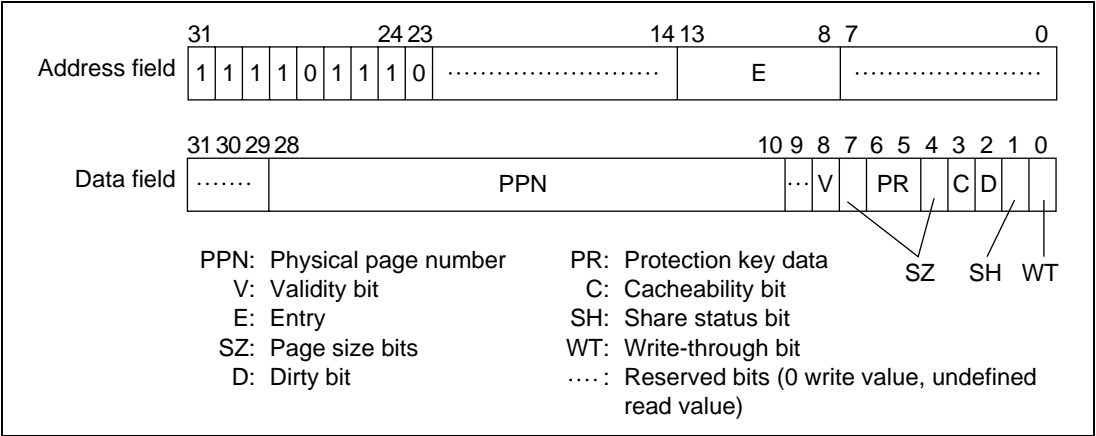 31 24 23 14 13 8 7 0
Address field 1 1 1 1 0 1 1 1 0 ........................... E ........................
31 30 29 28 10 9 8 7 6 5 4 3 2 1 0
Data field ....... PPN ... V PR C D
SZ SH WT
PPN: Physical page number
V: Validity bit
E: Entry
SZ: Page size bits
D: Dirty bit
PR: Protection key data
C: Cacheability bit
SH: Share status bit
WT: Write-through bit
....: Reserved bits (0 write value, undefined
read value)